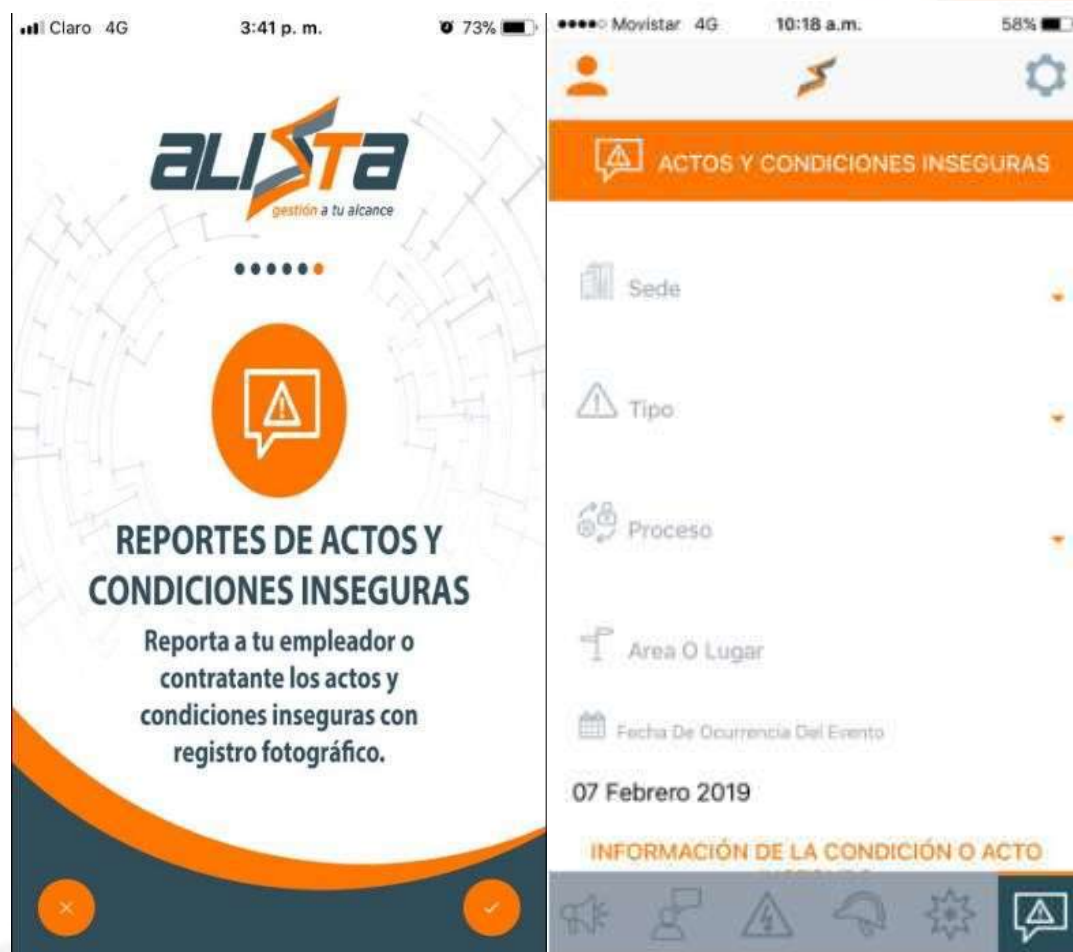 Claro 4G 3:41 p. m. 73%
aLISTa
gestión a tu alcance
REPORTES DE ACTOS Y
CONDICIONES INSEGURAS
Reporta a tu empleador o
contratante los actos y
condiciones inseguras con
registro fotográfico.
Movistar 4G 10:18 a.m. 58%
ACTOS Y CONDICIONES INSEGURAS
Sede
Tipo
Proceso
Area O Lugar
Fecha De Ocurrencia Del Evento
07 Febrero 2019
INFORMACIÓN DE LA CONDICIÓN O ACTO